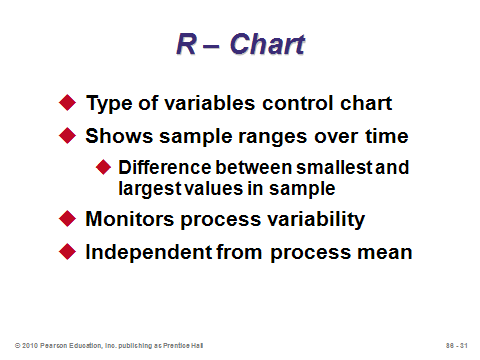 R – Chart
Type of variables control chart
Shows sample ranges over time
Difference between smallest and
largest values in sample
Monitors process variability
Independent from process mean
© 2010 Pearson Education, Inc. publishing as Prentice Hall
S6 - 31